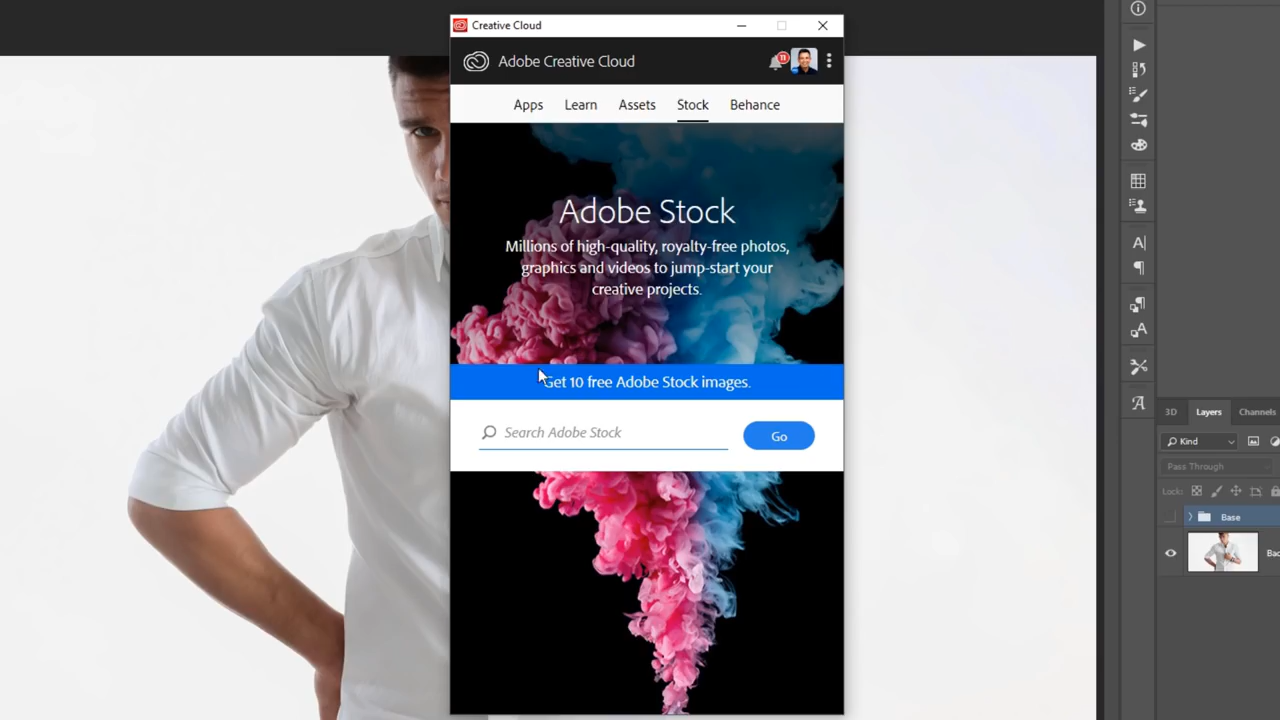 Creative Cloud
Adobe Creative Cloud
11
Apps Learn Assets Stock Behance
Adobe Stock
Millions of high-quality, royalty-free photos,
graphics and videos to jump-start your
creative projects.
Get 10 free Adobe Stock images.
Search Adobe Stock
Go
3D Layers Channels
Kind
Pass Through
Lock:
Base
Bac